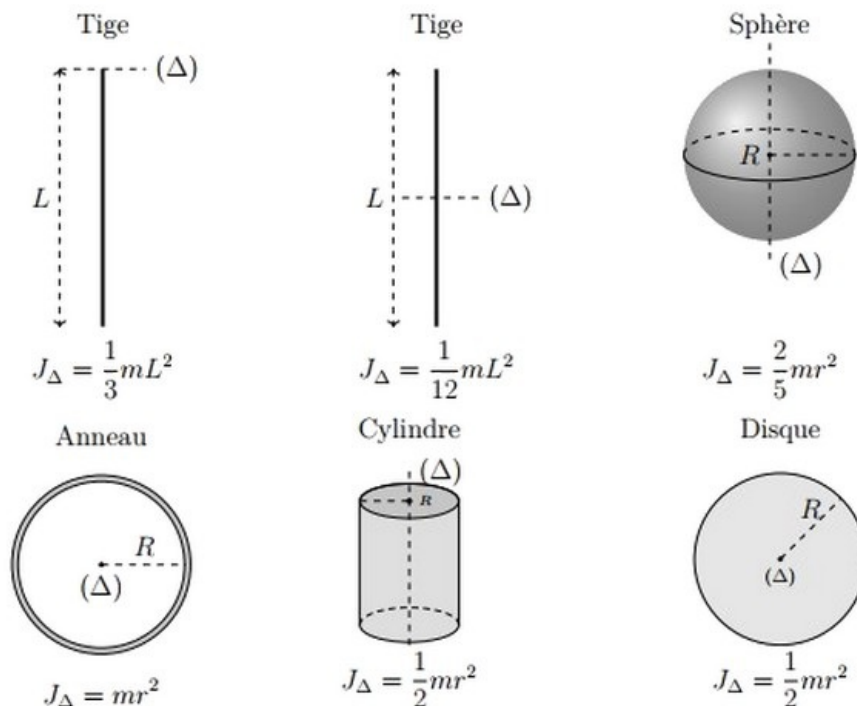 Tige
(Δ)
L
J_Δ = 1/3 mL²
Tige
(Δ)
L
J_Δ = 1/12 mL²
Sphère
R
(Δ)
J_Δ = 2/5 mr²
Anneau
R
(Δ)
J_Δ = mr²
Cylindre
(Δ)
R
J_Δ = 1/2 mr²
Disque
R
(Δ)
J_Δ = 1/2 mr²